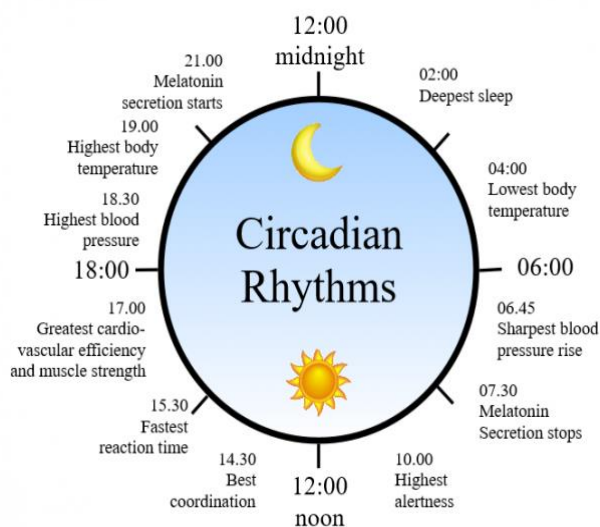 12:00
midnight
02:00
Deepest sleep
04:00
Lowest body
temperature
06:00
06.45
Sharpest blood
pressure rise
07.30
Melatonin
Secretion stops
10.00
Highest
alertness
12:00
noon
14.30
Best
coordination
15.30
Fastest
reaction time
17.00
Greatest cardio-
vascular efficiency
and muscle strength
18:00
18.30
Highest blood
pressure
19.00
Highest body
temperature
21.00
Melatonin
secretion starts
Circadian
Rhythms